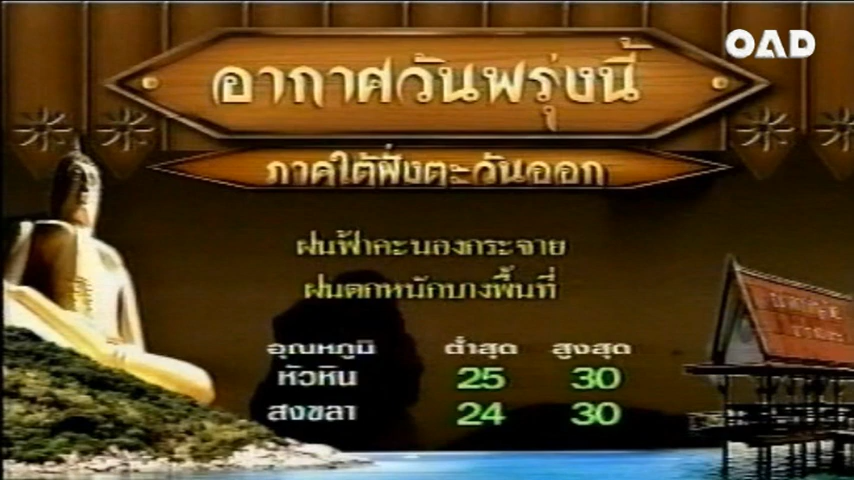 OAD
อากาศวันพรุ่งนี้
ภาคใต้ฝั่งตะวันออก
ฝนฟ้าคะนองกระจาย
ฝนตกหนักบางพื้นที่
อุณหภูมิ ต่ำสุด สูงสุด
หัวหิน 25 30
สงขลา 24 30